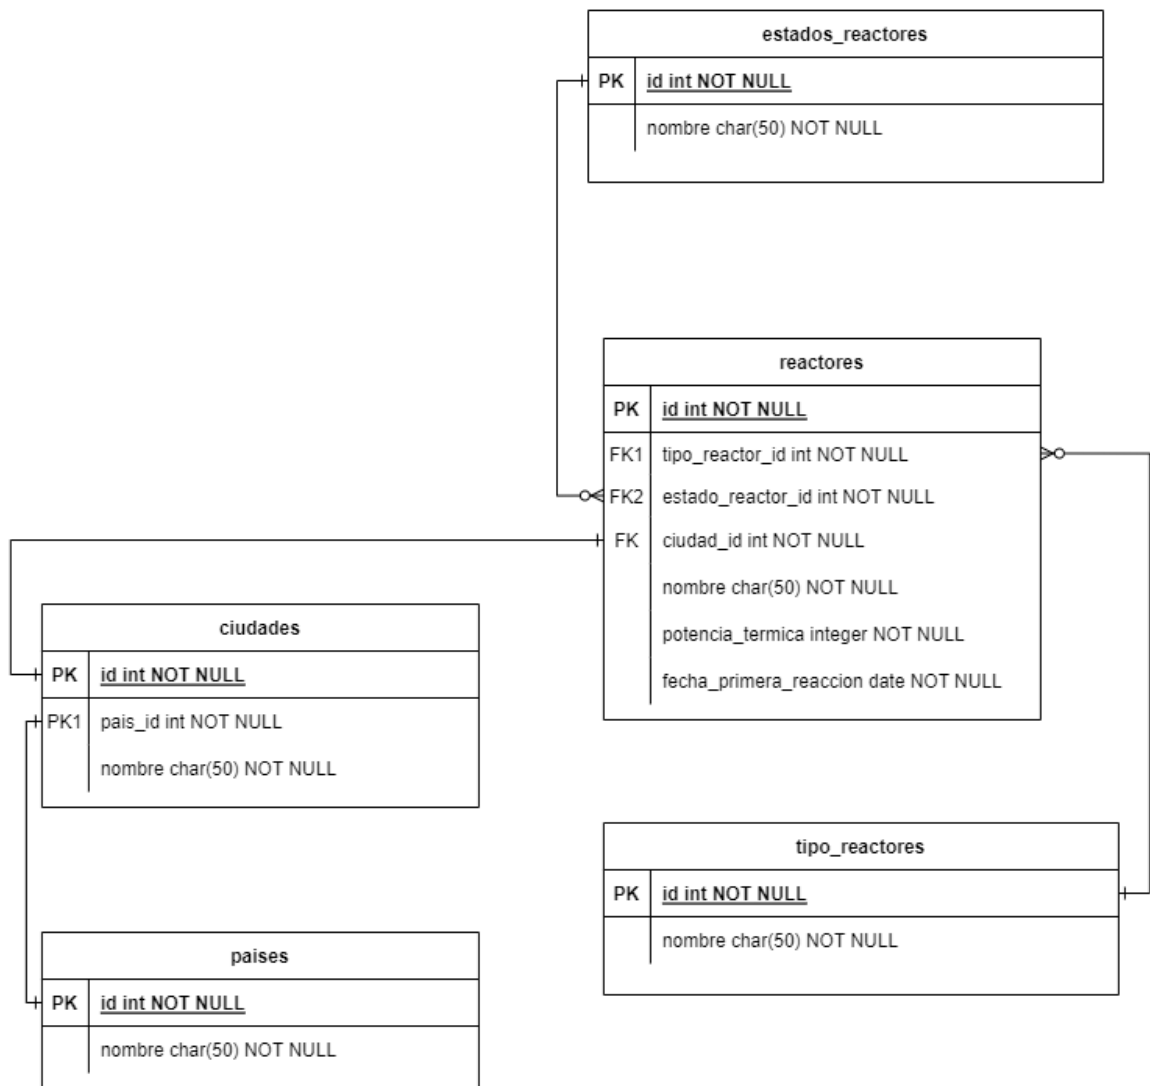 estados_reactores
PK id int NOT NULL
nombre char(50) NOT NULL
reactores
PK id int NOT NULL
FK1 tipo_reactor_id int NOT NULL
FK2 estado_reactor_id int NOT NULL
FK ciudad_id int NOT NULL
nombre char(50) NOT NULL
potencia_termica integer NOT NULL
fecha_primera_reaccion date NOT NULL
ciudades
PK id int NOT NULL
PK1 pais_id int NOT NULL
nombre char(50) NOT NULL
tipo_reactores
PK id int NOT NULL
nombre char(50) NOT NULL
paises
PK id int NOT NULL
nombre char(50) NOT NULL